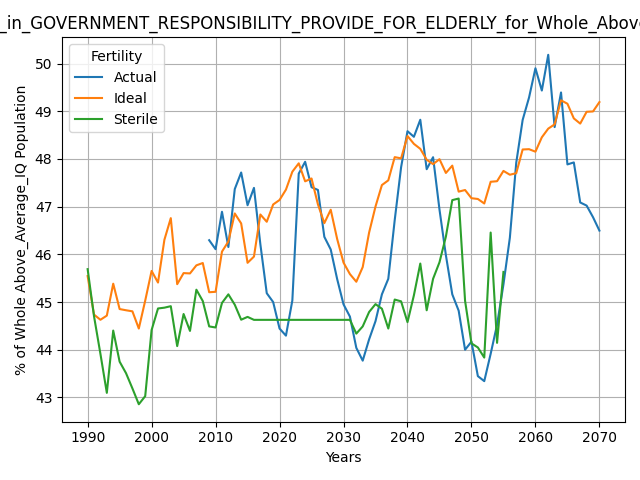 _in_GOVERNMENT_RESPONSIBILITY_PROVIDE_FOR_ELDERLY_for_Whole_Above
Fertility
Actual
Ideal
Sterile
% of Whole Above_Average_IQ Population
50
49
48
47
46
45
44
43
1990 2000 2010 2020 2030 2040 2050 2060 2070
Years